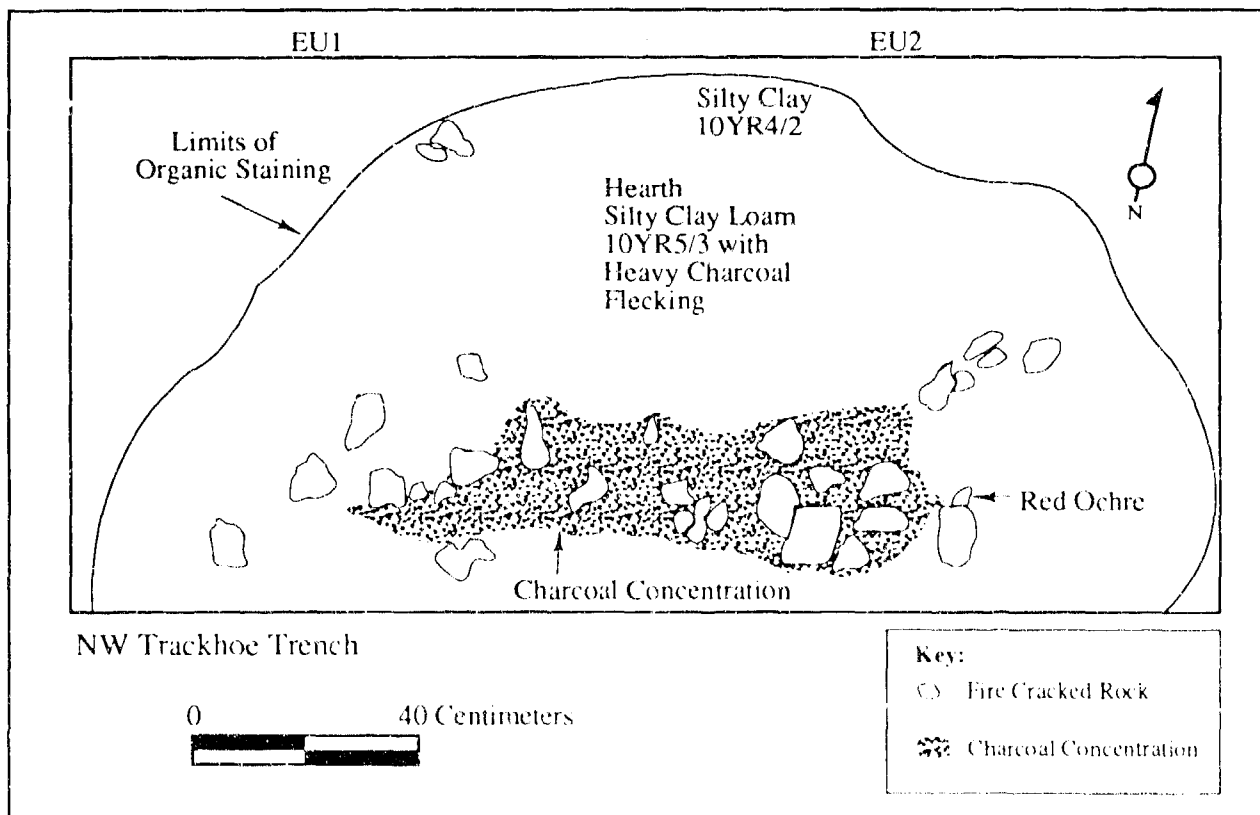 EU1
EU2
Silty Clay
10YR4/2
Limits of
Organic Staining
N
Hearth
Silty Clay Loam
10YR5/3 with
Heavy Charcoal
Flecking
Red Ochre
Charcoal Concentration
NW Trackhoe Trench
0 40 Centimeters
Key:
Fire Cracked Rock
Charcoal Concentration